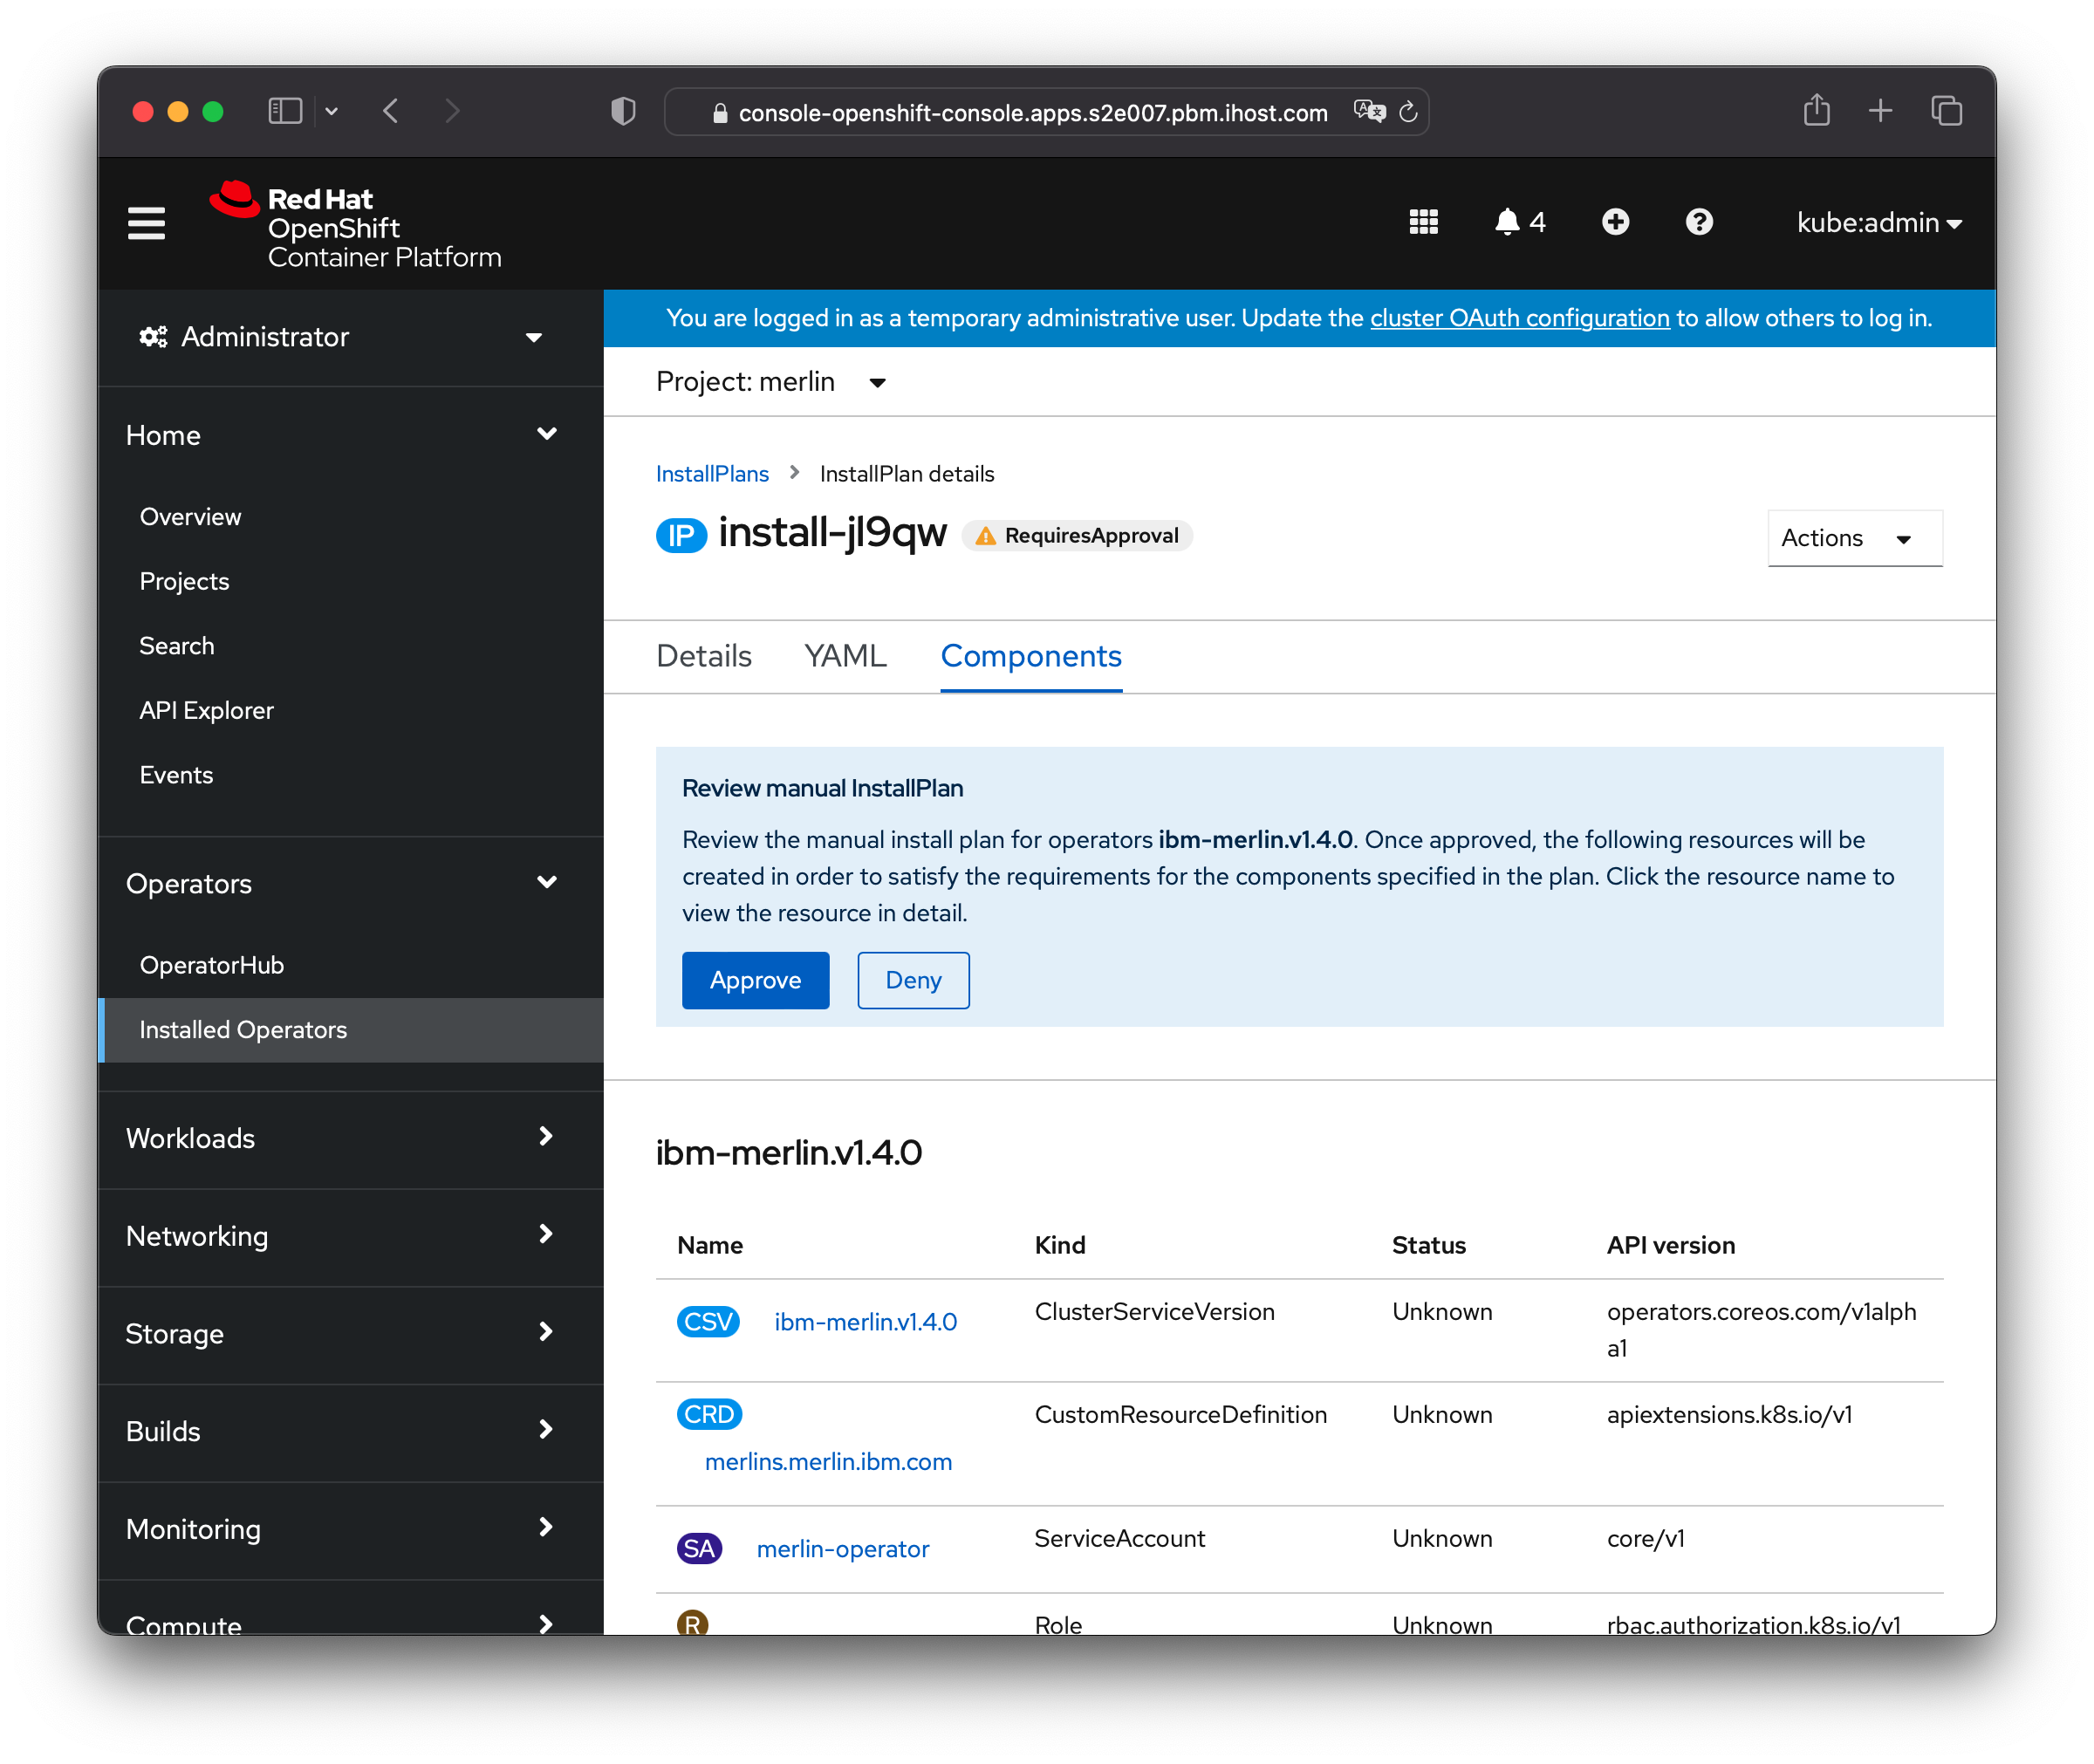 console-openshift-console.apps.s2e007.pbm.ihost.com
Red Hat
OpenShift
Container Platform
4
kube:admin
Administrator
You are logged in as a temporary administrative user. Update the cluster OAuth configuration to allow others to log in.
Project: merlin
Home
Overview
Projects
Search
API Explorer
Events
Operators
OperatorHub
Installed Operators
Workloads
Networking
Storage
Builds
Monitoring
Compute
InstallPlans
InstallPlan details
IP install-jl9qw RequiresApproval
Actions
Details YAML Components
Review manual InstallPlan
Review the manual install plan for operators ibm-merlin.v1.4.0. Once approved, the following resources will be
created in order to satisfy the requirements for the components specified in the plan. Click the resource name to
view the resource in detail.
Approve Deny
ibm-merlin.v1.4.0
Name Kind Status API version
CSV ibm-merlin.v1.4.0 ClusterServiceVersion Unknown operators.coreos.com/v1alph
a1
CRD CustomResourceDefinition Unknown apiextensions.k8s.io/v1
merlins.merlin.ibm.com
SA merlin-operator ServiceAccount Unknown core/v1
R Role Unknown rbac.authorization.k8s.io/v1